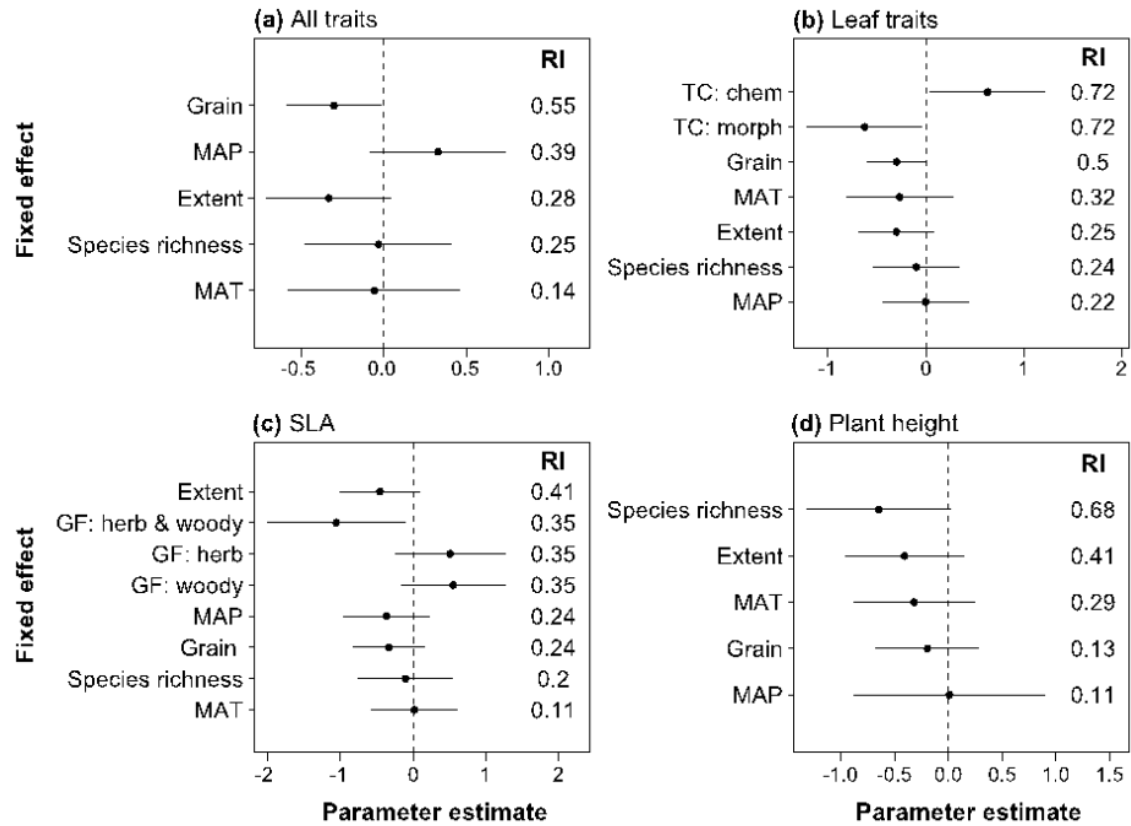 (a) All traits
RI
Grain 0.55
MAP 0.39
Extent 0.28
Species richness 0.25
MAT 0.14
-0.5 0.0 0.5 1.0
Fixed effect
(b) Leaf traits
RI
TC: chem 0.72
TC: morph 0.72
Grain 0.5
MAT 0.32
Extent 0.25
Species richness 0.24
MAP 0.22
-1 0 1 2
(c) SLA
RI
Extent 0.41
GF: herb & woody 0.35
GF: herb 0.35
GF: woody 0.35
MAP 0.24
Grain 0.24
Species richness 0.2
MAT 0.11
-2 -1 0 1 2
Fixed effect
Parameter estimate
(d) Plant height
RI
Species richness 0.68
Extent 0.41
MAT 0.29
Grain 0.13
MAP 0.11
-1.0 -0.5 0.0 0.5 1.0 1.5
Parameter estimate